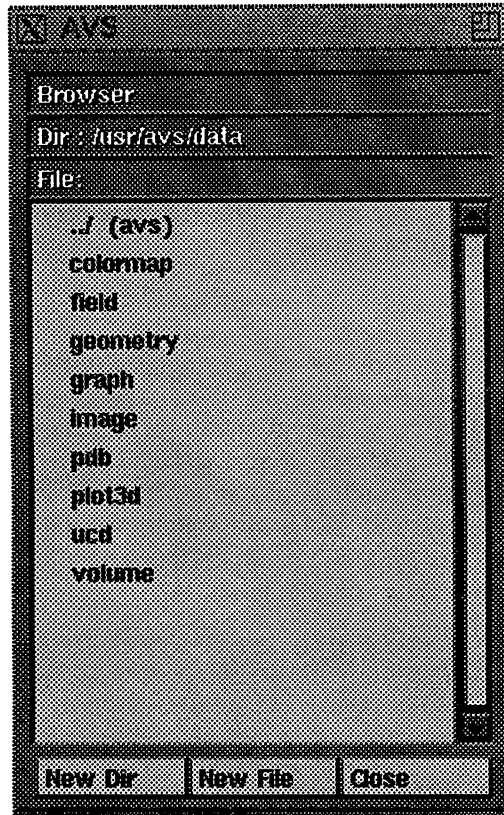 AVS
Browser
Dir : /usr/avs/data
File:
../ (avs)
colormap
field
geometry
graph
image
pdb
plot3d
ucd
volume
New Dir New File Close